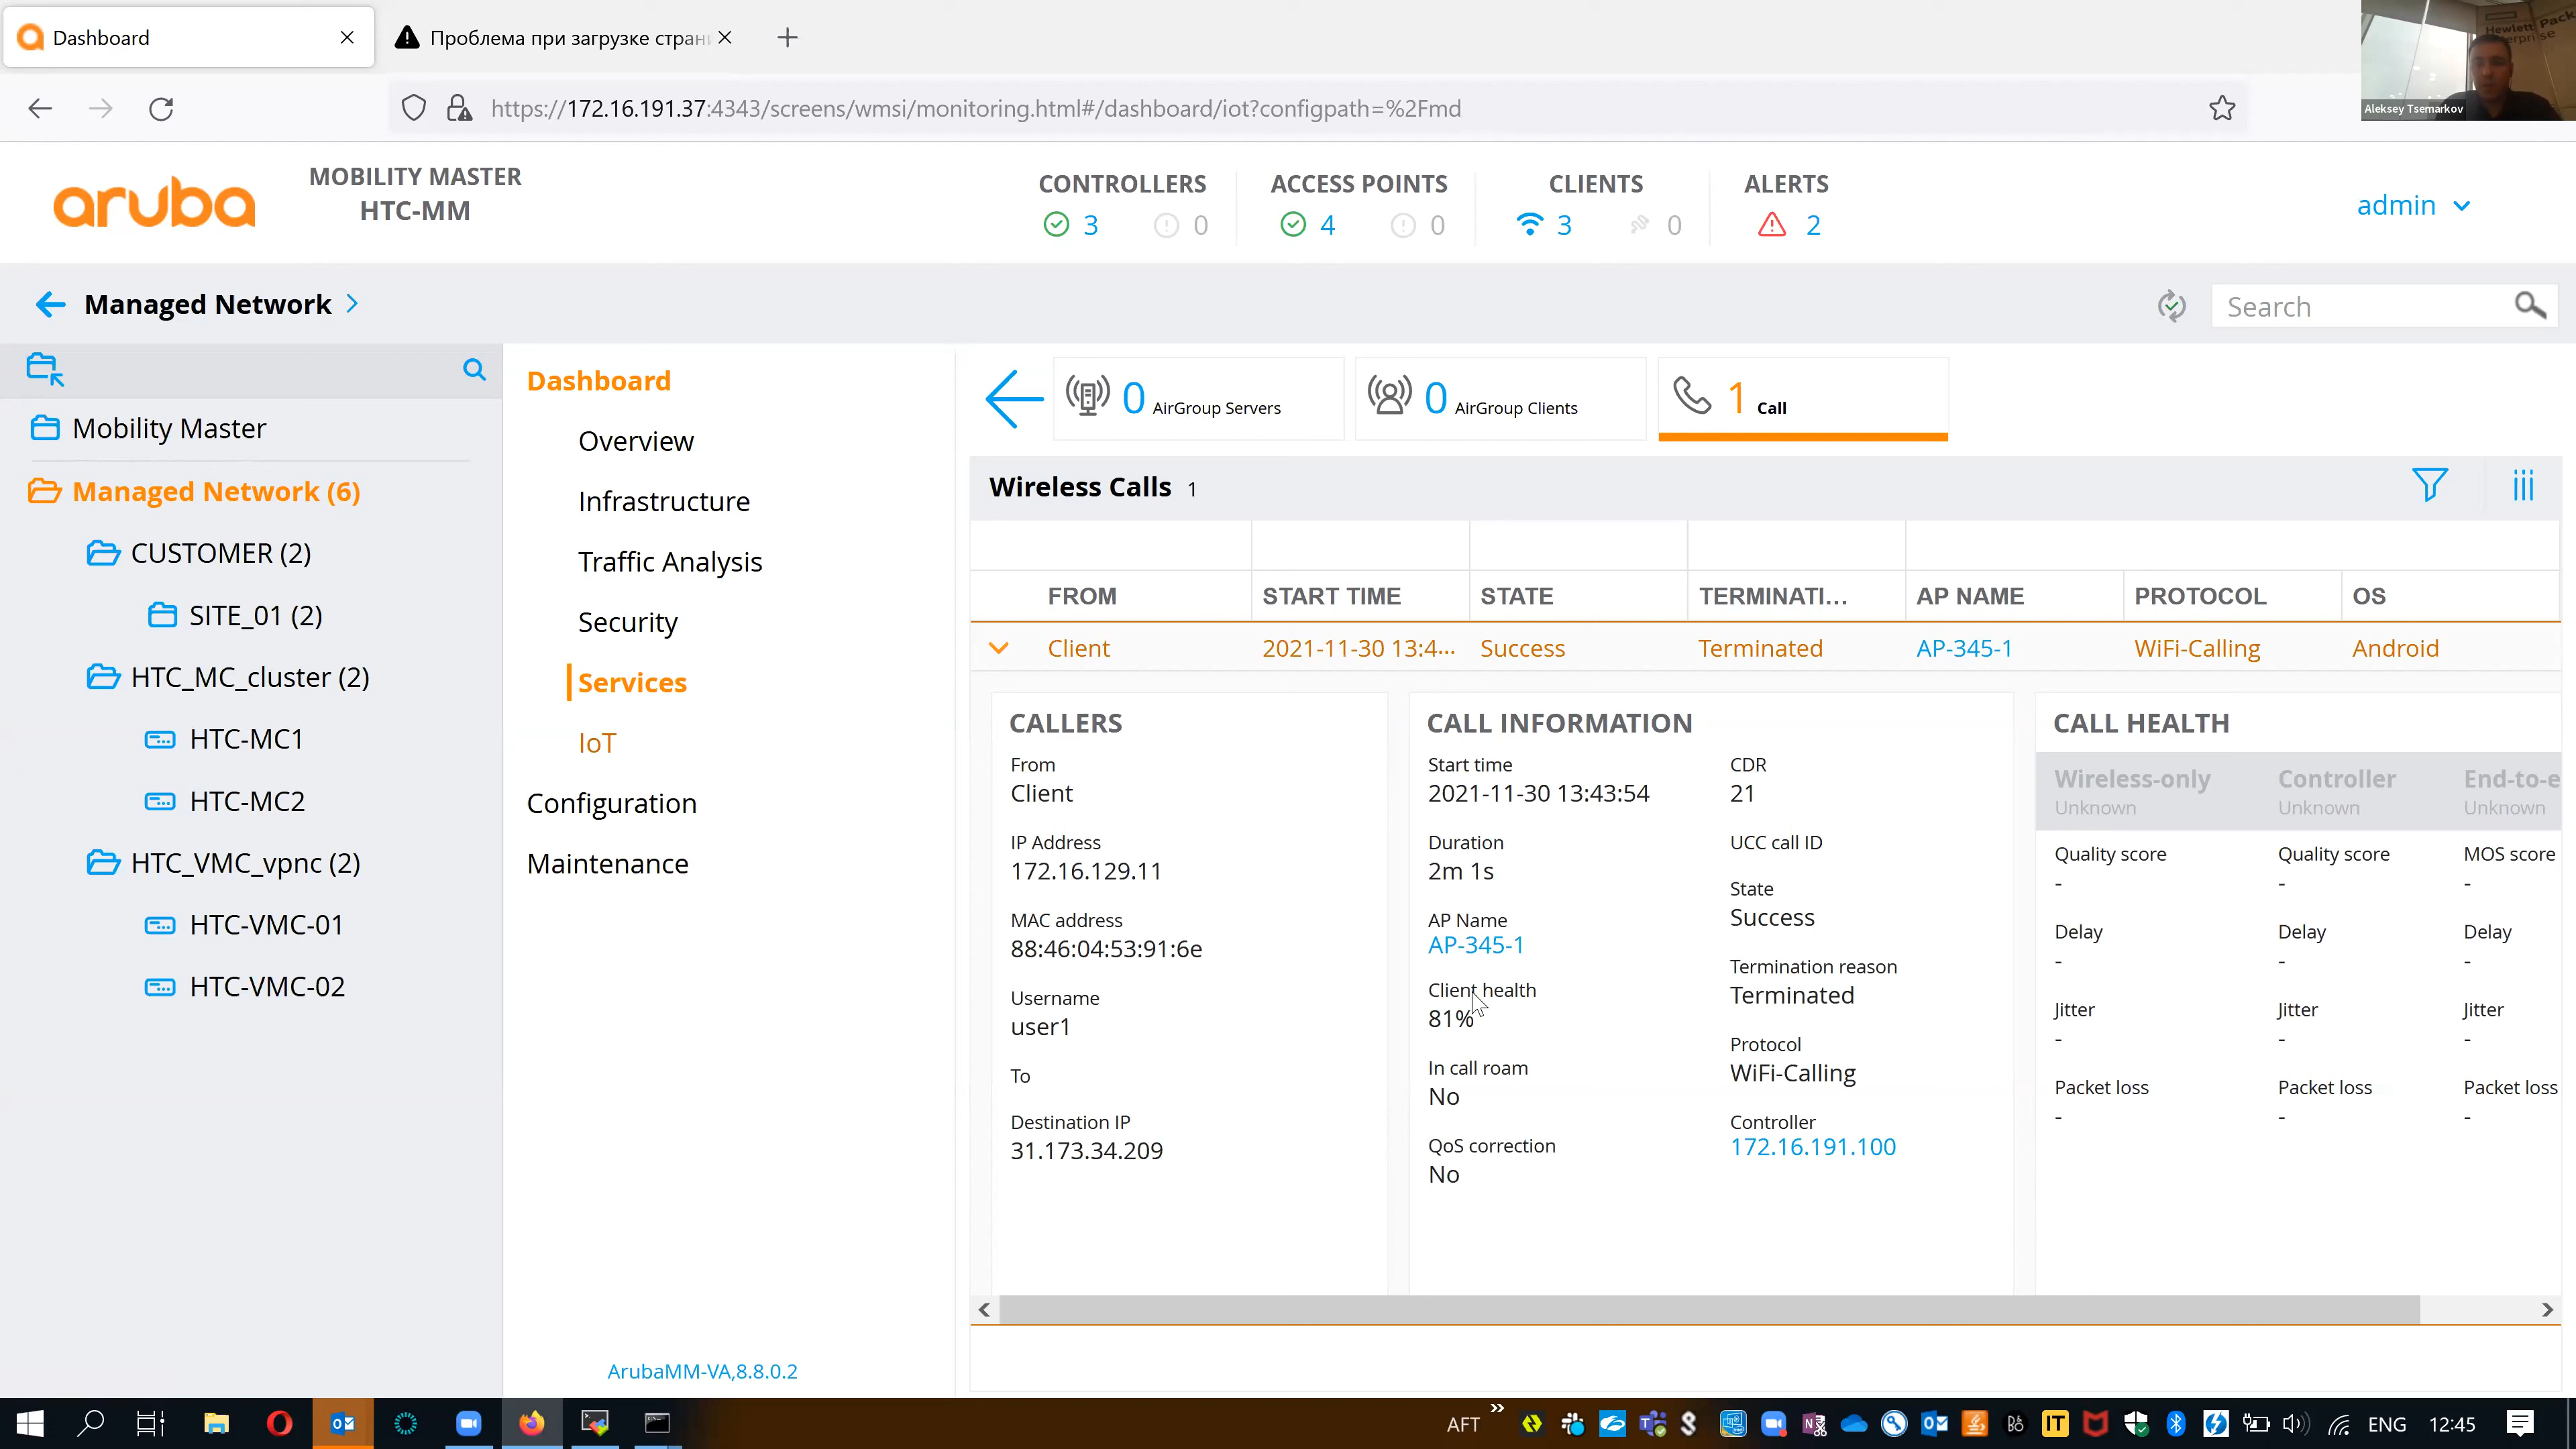 Dashboard
Проблема при загрузке стран
https://172.16.191.37:4343/screens/wmsi/monitoring.html#/dashboard/iot?configpath=%2Fmd
Hewlett Pack
Enterprise
Aleksey Tsemarkov
aruba
MOBILITY MASTER
HTC-MM
CONTROLLERS
3 0
ACCESS POINTS
4 0
CLIENTS
3 0
ALERTS
2
admin
Managed Network
Search
Mobility Master
Managed Network (6)
CUSTOMER (2)
SITE_01 (2)
HTC_MC_cluster (2)
HTC-MC1
HTC-MC2
HTC_VMC_vpnc (2)
HTC-VMC-01
HTC-VMC-02
Dashboard
Overview
Infrastructure
Traffic Analysis
Security
Services
IoT
Configuration
Maintenance
ArubaMM-VA,8.8.0.2
0 AirGroup Servers
0 AirGroup Clients
1 Call
Wireless Calls 1
FROM START TIME STATE TERMINATI... AP NAME PROTOCOL OS
Client 2021-11-30 13:4... Success Terminated AP-345-1 WiFi-Calling Android
CALLERS
From
Client
IP Address
172.16.129.11
MAC address
88:46:04:53:91:6e
Username
user1
To
Destination IP
31.173.34.209
CALL INFORMATION
Start time
2021-11-30 13:43:54
Duration
2m 1s
AP Name
AP-345-1
Client health
81%
In call roam
No
QoS correction
No
CDR
21
UCC call ID
State
Success
Termination reason
Terminated
Protocol
WiFi-Calling
Controller
172.16.191.100
CALL HEALTH
Wireless-only Controller End-to-e
Unknown Unknown Unknown
Quality score Quality score MOS score
- - -
Delay Delay Delay
- - -
Jitter Jitter Jitter
- - -
Packet loss Packet loss Packet loss
- - -
AFT
IT
ENG
12:45